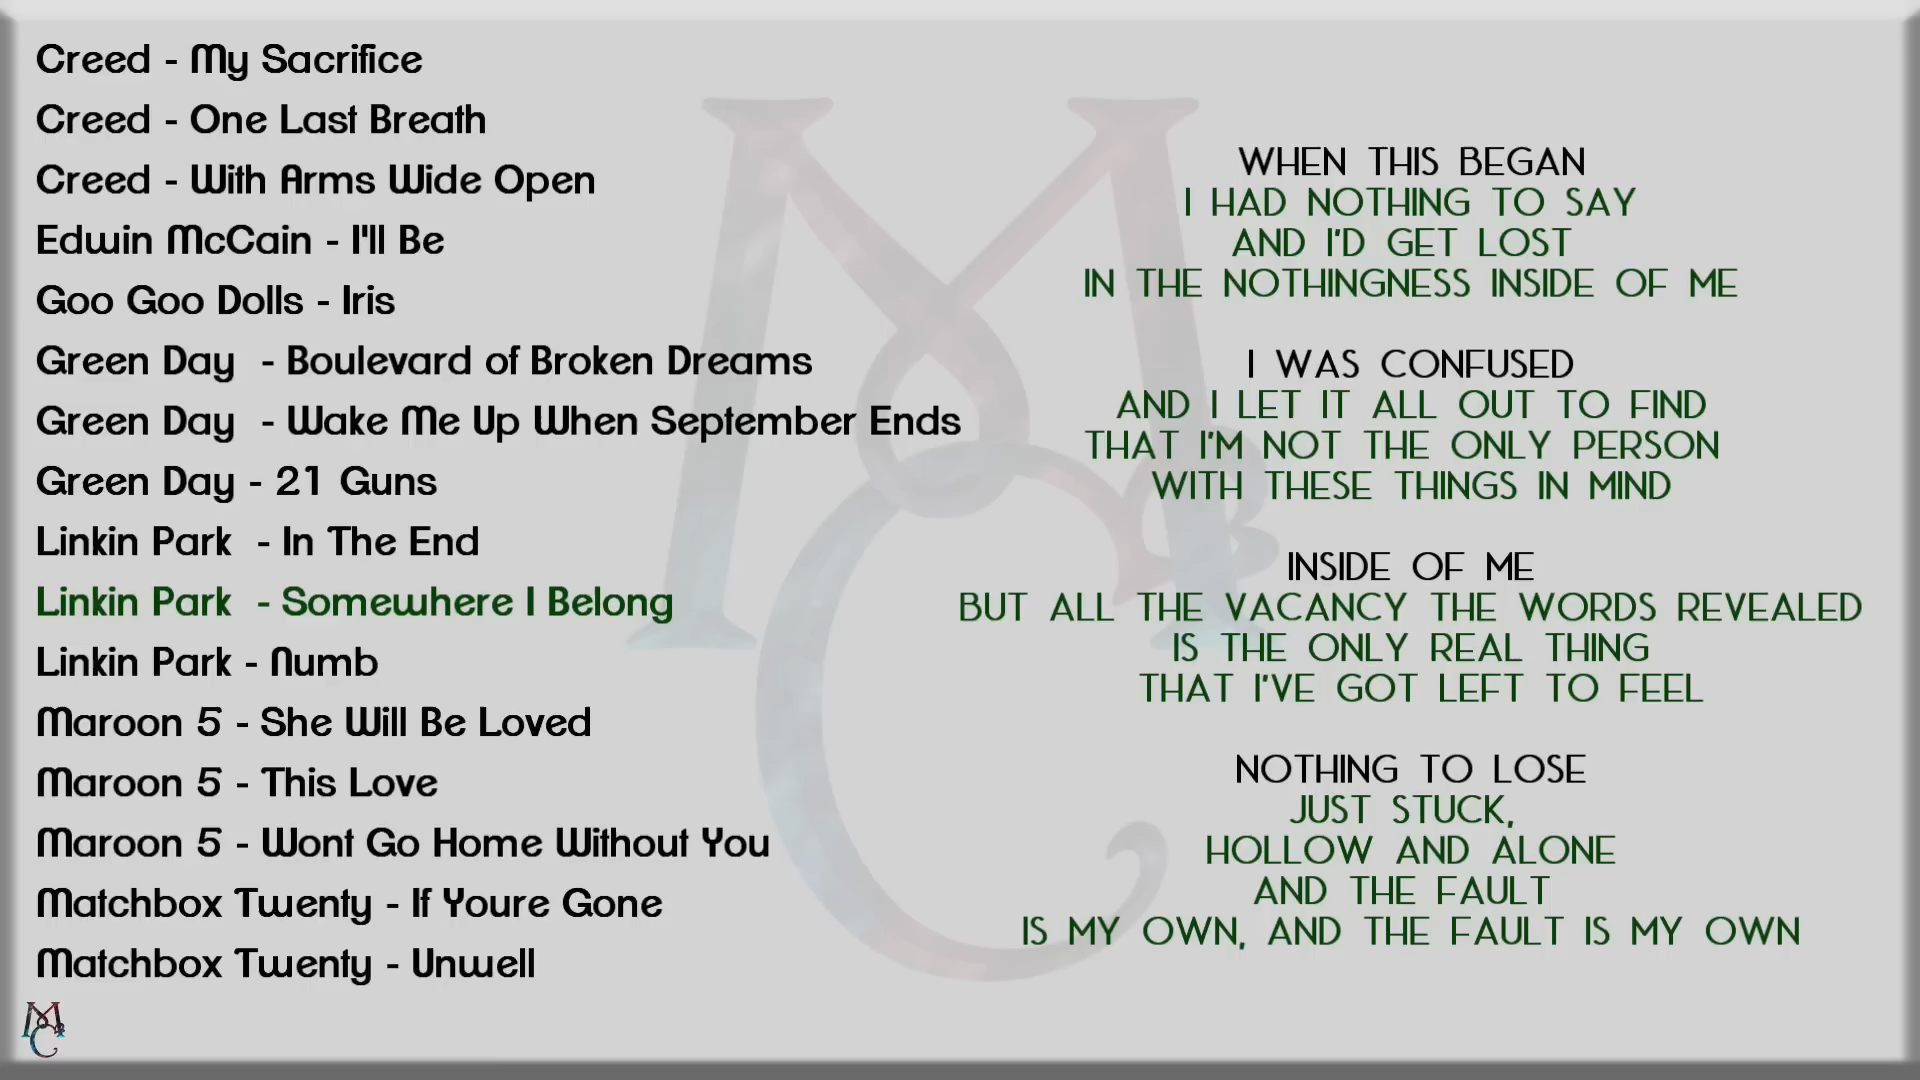 Creed - My Sacrifice
Creed - One Last Breath
Creed - With Arms Wide Open
Edwin McCain - I'll Be
Goo Goo Dolls - Iris
Green Day  - Boulevard of Broken Dreams
Green Day  - Wake Me Up When September Ends
Green Day - 21 Guns
Linkin Park  - In The End
Linkin Park  - Somewhere I Belong
Linkin Park - Numb
Maroon 5 - She Will Be Loved
Maroon 5 - This Love
Maroon 5 - Wont Go Home Without You
Matchbox Twenty - If Youre Gone
Matchbox Twenty - Unwell
WHEN THIS BEGAN
I HAD NOTHING TO SAY
AND I'D GET LOST
IN THE NOTHINGNESS INSIDE OF ME
I WAS CONFUSED
AND I LET IT ALL OUT TO FIND
THAT I'M NOT THE ONLY PERSON
WITH THESE THINGS IN MIND
INSIDE OF ME
BUT ALL THE VACANCY THE WORDS REVEALED
IS THE ONLY REAL THING
THAT I'VE GOT LEFT TO FEEL
NOTHING TO LOSE
JUST STUCK,
HOLLOW AND ALONE
AND THE FAULT
IS MY OWN, AND THE FAULT IS MY OWN